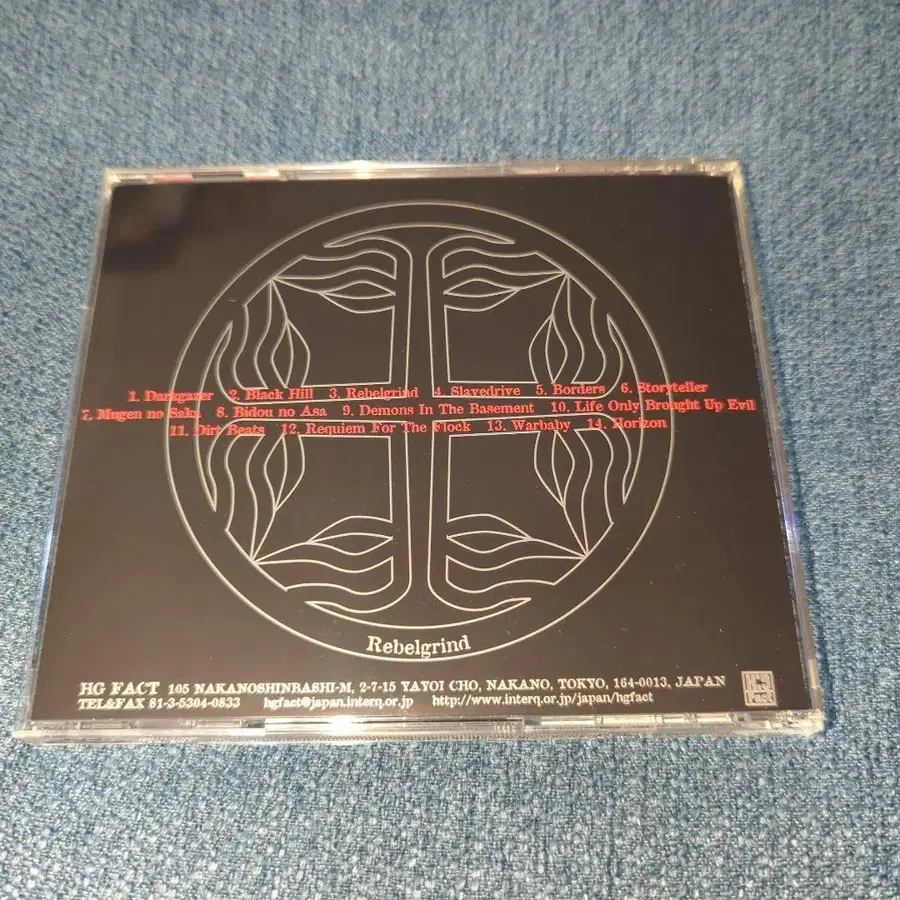 1. Darkgazer 2. Black Hill 3. Rebelgrind 4. Slavedrive 5. Borders 6. Storyteller
7. Mugen no Saka 8. Bidou no Asa 9. Demons In The Basement 10. Life Only Brought Up Evil
11. Dirt Beats 12. Requiem For The Flock 13. Warbaby 14. Horizon
Rebelgrind
HG FACT 105 NAKANOSHINBASHI-M, 2-7-15 YAYOI CHO, NAKANO, TOKYO, 164-0013, JAPAN
TEL&FAX 81-3-5304-0833 hgfact@japan.interq.or.jp http://www.interq.or.jp/japan/hgfact
HG
Fact